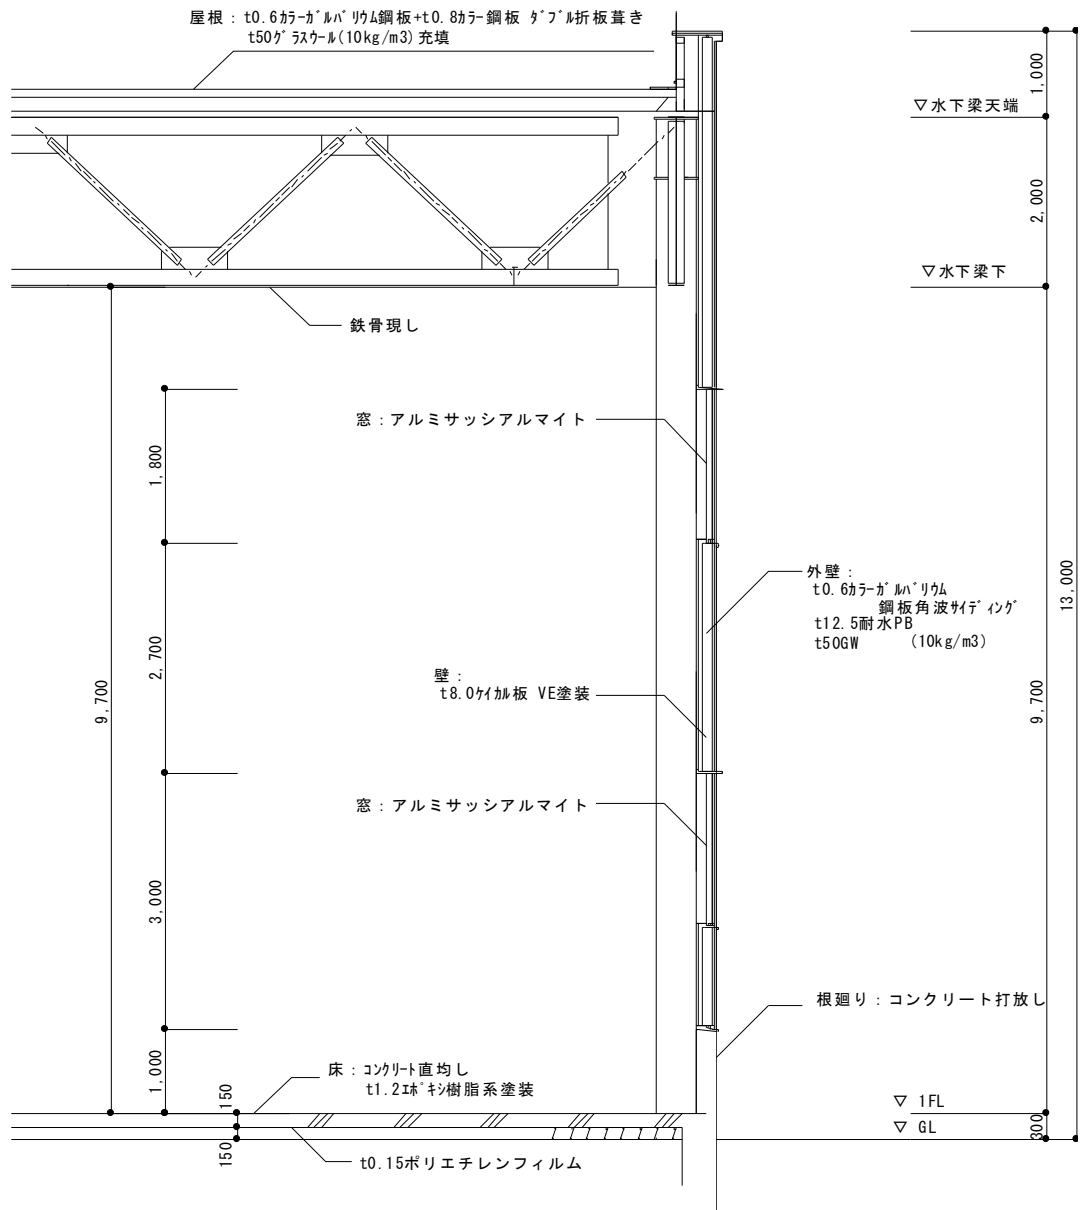 屋根：t0.6ｶﾗｰｶﾞﾙﾊﾞﾘｳﾑ鋼板+t0.8ｶﾗｰ鋼板 ﾀﾞﾌﾞﾙ折板葺き
t50ｸﾞﾗｽｳｰﾙ(10kg/m3)充填
1,000
▽水下梁天端
2,000
▽水下梁下
鉄骨現し
窓：アルミサッシアルマイト
1,800
外壁：
t0.6ｶﾗｰｶﾞﾙﾊﾞﾘｳﾑ
鋼板角波ｻｲﾃﾞｨﾝｸﾞ
t12.5耐水PB
t50GW (10kg/m3)
13,000
2,700
壁：
t8.0ｹｲｶﾙ板 VE塗装
9,700
9,700
窓：アルミサッシアルマイト
3,000
根廻り：コンクリート打放し
1,000
床：ｺﾝｸﾘｰﾄ直均し
t1.2ｴﾎﾟｷｼ樹脂系塗装
150
▽ 1FL
▽ GL
300
150
t0.15ポリエチレンフィルム